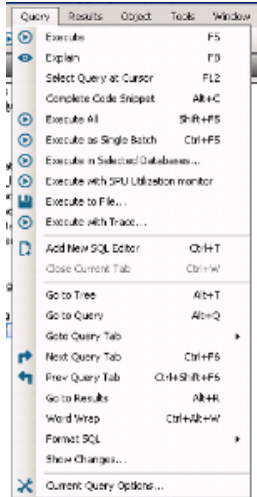 Query Results Object Tools Window
Execute F5
Explain F8
Select Query at Cursor F12
Complete Code Snippet Alt+C
Execute All Shift+F5
Execute as Single Batch Ctrl+F5
Execute in Selected Databases...
Execute with SPU Utilization monitor
Execute to File...
Execute with Trace...
Add New SQL Editor Ctrl+T
Close Current Tab Ctrl+W
Go to Tree Alt+T
Go to Query Alt+Q
Goto Query Tab
Next Query Tab Ctrl+F6
Prev Query Tab Ctrl+Shift+F6
Go to Results Alt+R
Word Wrap Ctrl+Alt+W
Format SQL
Show Changes...
Current Query Options...